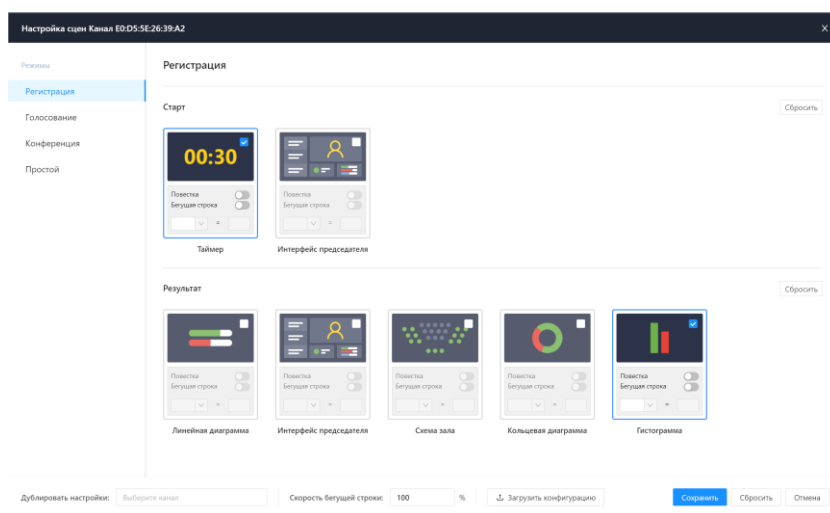 Настройка сцен Канал E0:D5:5E:26:39:A2 X
Режимы
Регистрация
Голосование
Конференция
Простой
Регистрация
Старт Сбросить
00:30
Повестка Повестка
Бегущая строка Бегущая строка
= =
Таймер Интерфейс председателя
Результат Сбросить
Повестка Повестка Повестка Повестка Повестка
Бегущая строка Бегущая строка Бегущая строка Бегущая строка Бегущая строка
= = = = =
Линейная диаграмма Интерфейс председателя Схема зала Кольцевая диаграмма Гистограмма
Дублировать настройки: Выберите канал Скорость бегущей строки: 100 % Загрузить конфигурацию Сохранить Сбросить Отмена